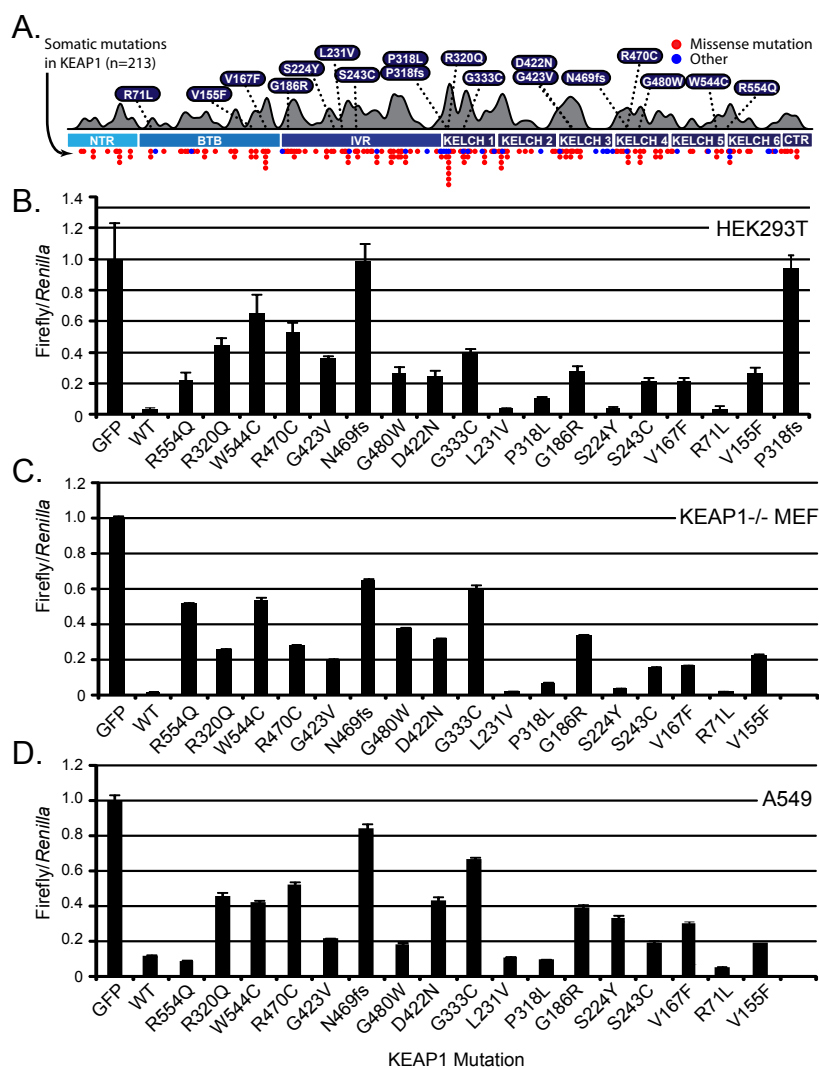 A.
Somatic mutations
in KEAP1 (n=213)
Missense mutation
Other
R71L
V155F
V167F
G186R
S224Y
L231V
S243C
P318L
P318fs
R320Q
G333C
D422N
G423V
N469fs
R470C
G480W
W544C
R554Q
NTR
BTB
IVR
KELCH 1
KELCH 2
KELCH 3
KELCH 4
KELCH 5
KELCH 6
CTR
B.
HEK293T
Firefly/Renilla
1.4
1.2
1.0
0.8
0.6
0.4
0.2
0
GFP
WT
R554Q
R320Q
W544C
R470C
G423V
N469fs
G480W
D422N
G333C
L231V
P318L
G186R
S224Y
S243C
V167F
R71L
V155F
P318fs
C.
KEAP1-/- MEF
Firefly/Renilla
1.2
1.0
0.8
0.6
0.4
0.2
0
GFP
WT
R554Q
R320Q
W544C
R470C
G423V
N469fs
G480W
D422N
G333C
L231V
P318L
G186R
S224Y
S243C
V167F
R71L
V155F
D.
A549
Firefly/Renilla
1.2
1.0
0.8
0.6
0.4
0.2
0
GFP
WT
R554Q
R320Q
W544C
R470C
G423V
N469fs
G480W
D422N
G333C
L231V
P318L
G186R
S224Y
S243C
V167F
R71L
V155F
KEAP1 Mutation